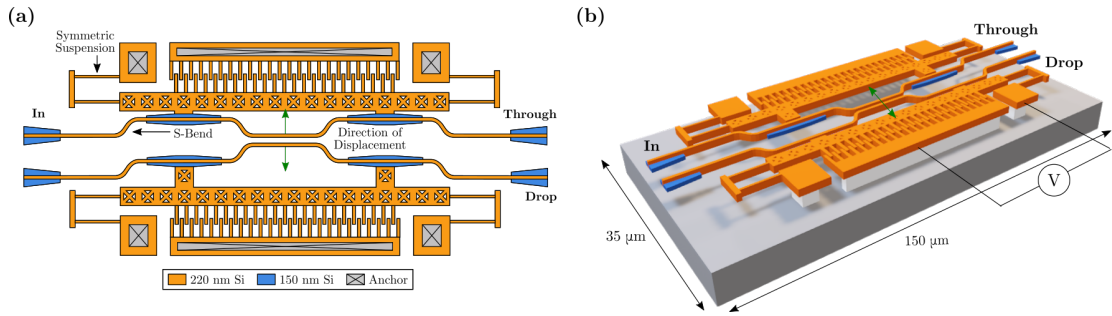 (a)
Symmetric
Suspension
In
Through
S-Bend
Direction of
Displacement
Drop
220 nm Si
150 nm Si
Anchor
(b)
Through
Drop
In
V
35 μm
150 μm